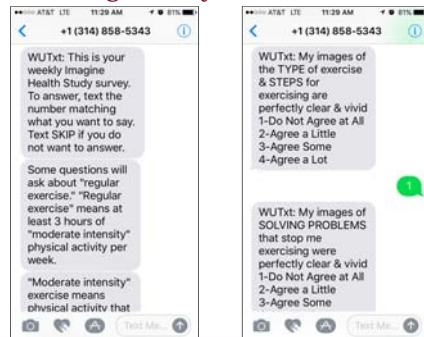 AT&T LTE 11:29 AM 81%
+1 (314) 858-5343
WUTxt: This is your
weekly Imagine
Health Study survey.
To answer, text the
number matching
what you want to say.
Text SKIP if you do
not want to answer.
Some questions will
ask about "regular
exercise." "Regular
exercise" means at
least 3 hours of
"moderate intensity"
physical activity per
week.
"Moderate intensity"
exercise means
physical activity that
Text Me...
AT&T LTE 11:29 AM 81%
+1 (314) 858-5343
WUTxt: My images of
the TYPE of exercise
& STEPS for
exercising are
perfectly clear & vivid
1-Do Not Agree at All
2-Agree a Little
3-Agree Some
4-Agree a Lot
1
WUTxt: My images of
SOLVING PROBLEMS
that stop me
exercising were
perfectly clear & vivid
1-Do Not Agree at All
2-Agree a Little
3-Agree Some
Text Me...